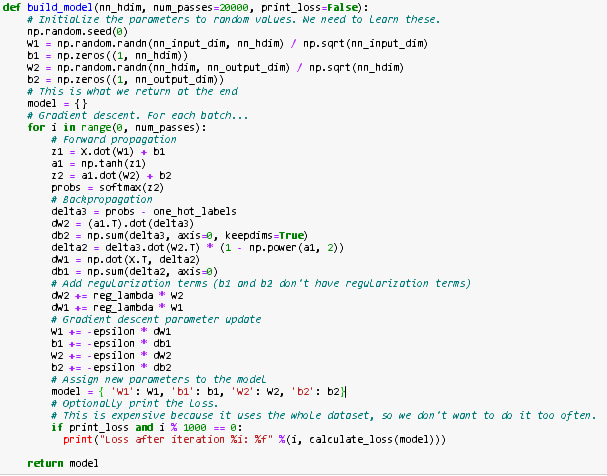 def build_model(nn_hdim, num_passes=20000, print_loss=False):
    # Initialize the parameters to random values. We need to learn these.
    np.random.seed(0)
    W1 = np.random.randn(nn_input_dim, nn_hdim) / np.sqrt(nn_input_dim)
    b1 = np.zeros((1, nn_hdim))
    W2 = np.random.randn(nn_hdim, nn_output_dim) / np.sqrt(nn_hdim)
    b2 = np.zeros((1, nn_output_dim))
    # This is what we return at the end
    model = {}
    # Gradient descent. For each batch...
    for i in range(0, num_passes):
        # Forward propagation
        z1 = X.dot(W1) + b1
        a1 = np.tanh(z1)
        z2 = a1.dot(W2) + b2
        probs = softmax(z2)
        # Backpropagation
        delta3 = probs - one_hot_labels
        dW2 = (a1.T).dot(delta3)
        db2 = np.sum(delta3, axis=0, keepdims=True)
        delta2 = delta3.dot(W2.T) * (1 - np.power(a1, 2))
        dW1 = np.dot(X.T, delta2)
        db1 = np.sum(delta2, axis=0)
        # Add regularization terms (b1 and b2 don't have regularization terms)
        dW2 += reg_lambda * W2
        dW1 += reg_lambda * W1
        # Gradient descent parameter update
        W1 += -epsilon * dW1
        b1 += -epsilon * db1
        W2 += -epsilon * dW2
        b2 += -epsilon * db2
        # Assign new parameters to the model
        model = { 'W1': W1, 'b1': b1, 'W2': W2, 'b2': b2}
        # Optionally print the loss.
        # This is expensive because it uses the whole dataset, so we don't want to do it too often.
        if print_loss and i % 1000 == 0:
          print("Loss after iteration %i: %f" %(i, calculate_loss(model)))
    return model